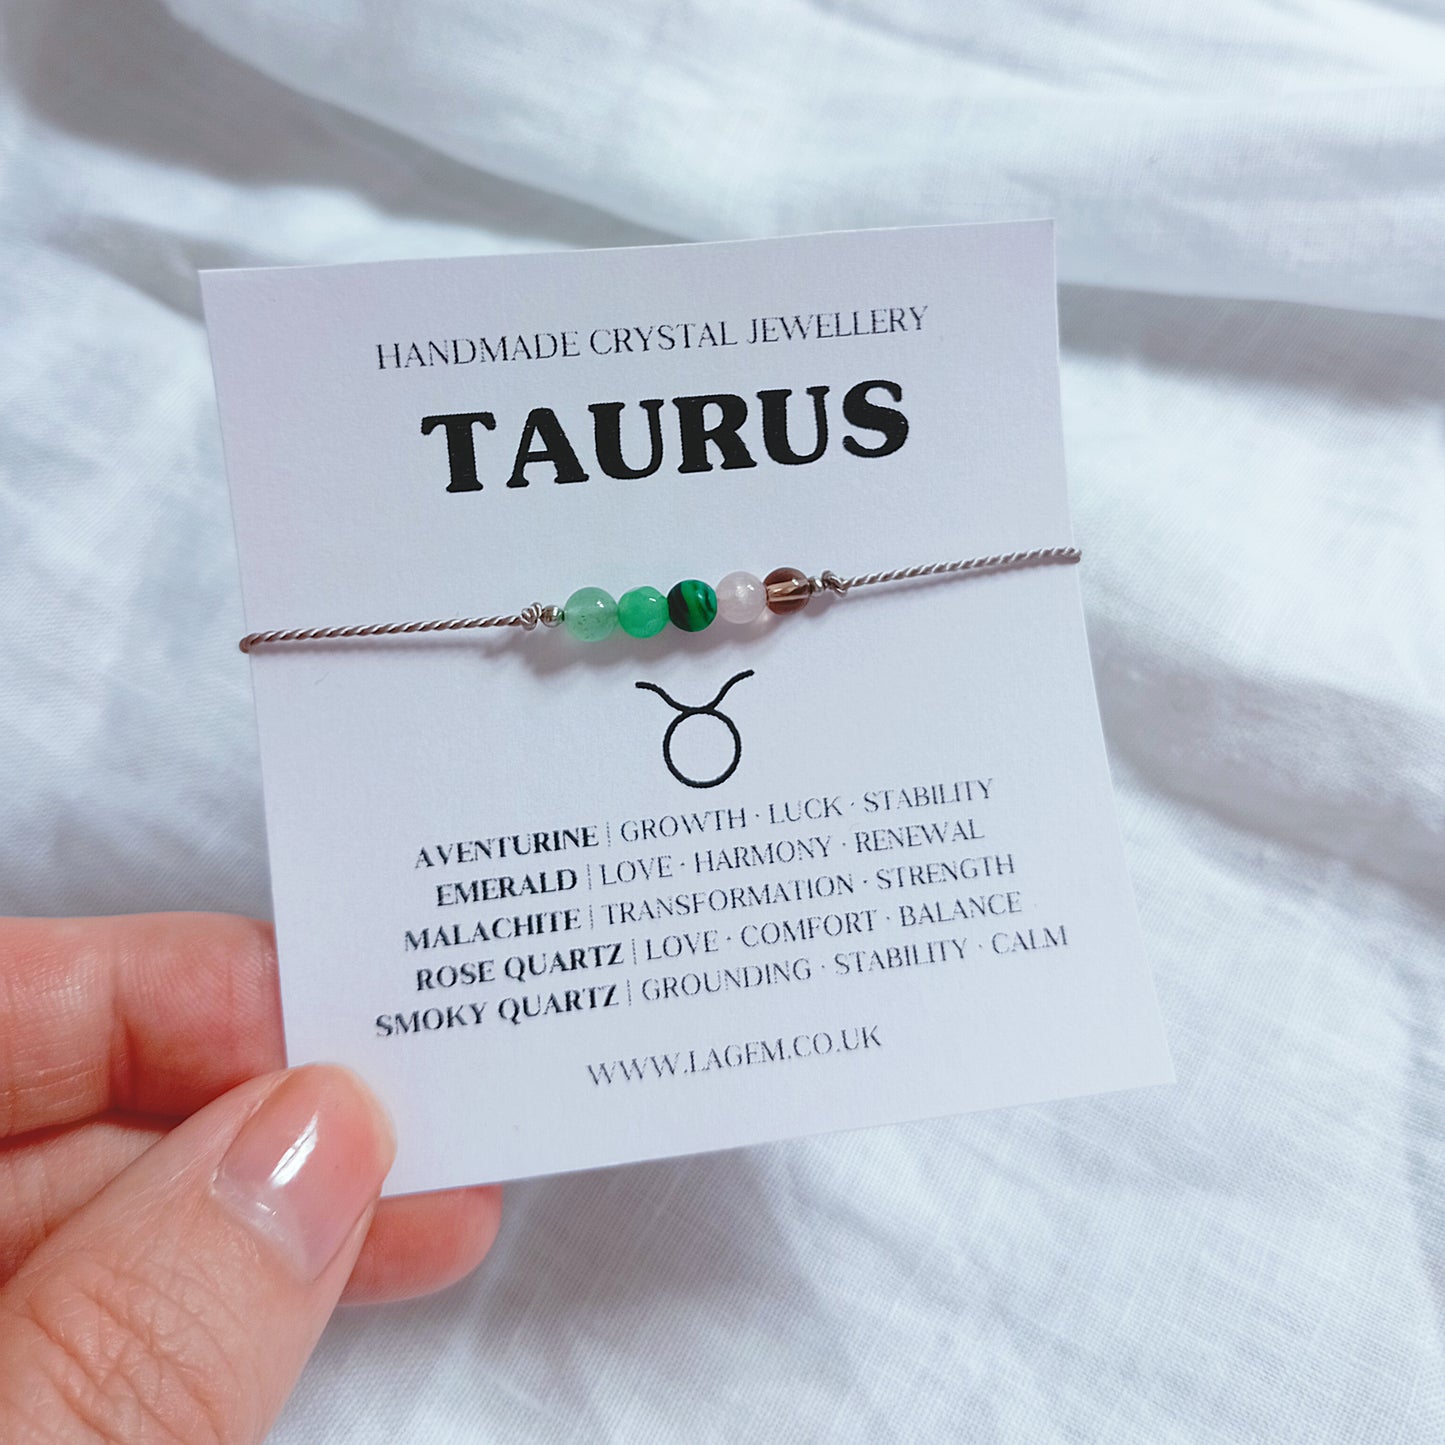 HANDMADE CRYSTAL JEWELLERY
TAURUS
AVENTURINE | GROWTH · LUCK · STABILITY
EMERALD | LOVE · HARMONY · RENEWAL
MALACHITE | TRANSFORMATION · STRENGTH
ROSE QUARTZ | LOVE · COMFORT · BALANCE
SMOKY QUARTZ | GROUNDING · STABILITY · CALM
WWW.LAGEM.CO.UK